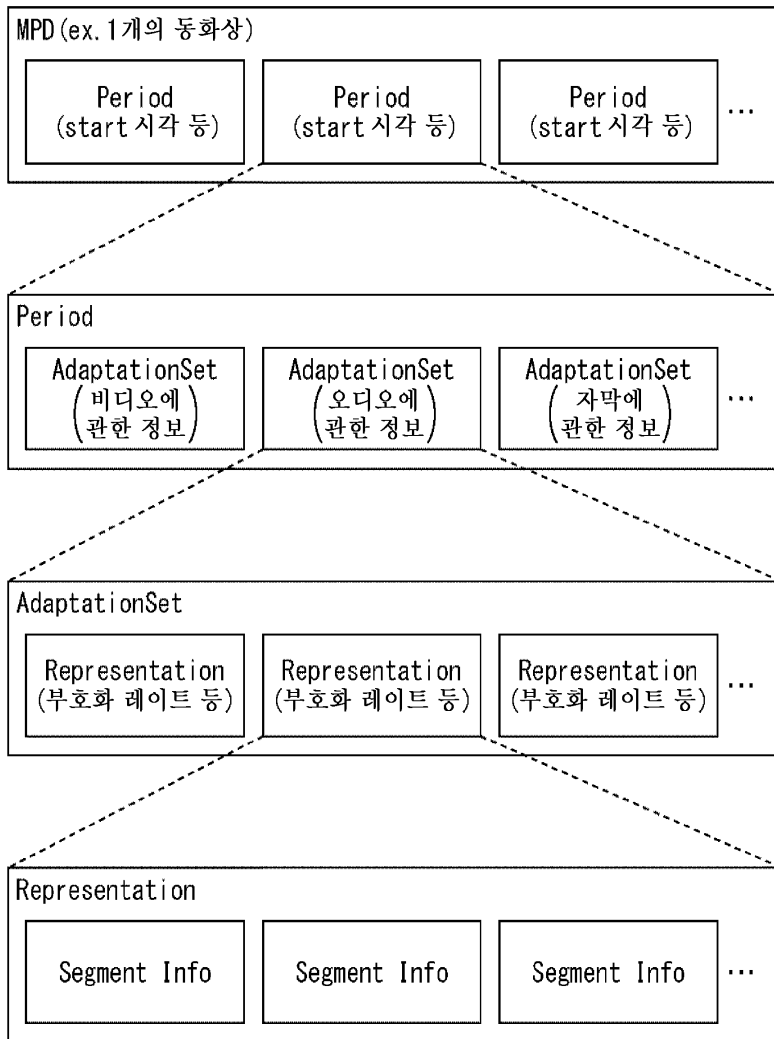 MPD(ex.1개의 동화상)
Period Period Period
(start 시각 등) (start 시각 등) (start 시각 등) ...
Period
AdaptationSet AdaptationSet AdaptationSet
(비디오에 (오디오에 (자막에 ...
관한 정보) 관한 정보) 관한 정보)
AdaptationSet
Representation Representation Representation
(부호화 레이트 등) (부호화 레이트 등) (부호화 레이트 등) ...
Representation
Segment Info Segment Info Segment Info ...